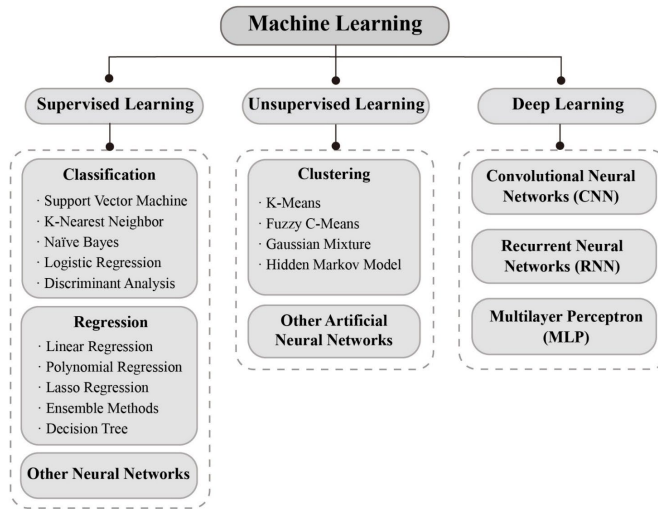 Machine Learning
Supervised Learning
Classification
· Support Vector Machine
· K-Nearest Neighbor
· Naïve Bayes
· Logistic Regression
· Discriminant Analysis
Regression
· Linear Regression
· Polynomial Regression
· Lasso Regression
· Ensemble Methods
· Decision Tree
Other Neural Networks
Unsupervised Learning
Clustering
· K-Means
· Fuzzy C-Means
· Gaussian Mixture
· Hidden Markov Model
Other Artificial
Neural Networks
Deep Learning
Convolutional Neural
Networks (CNN)
Recurrent Neural
Networks (RNN)
Multilayer Perceptron
(MLP)